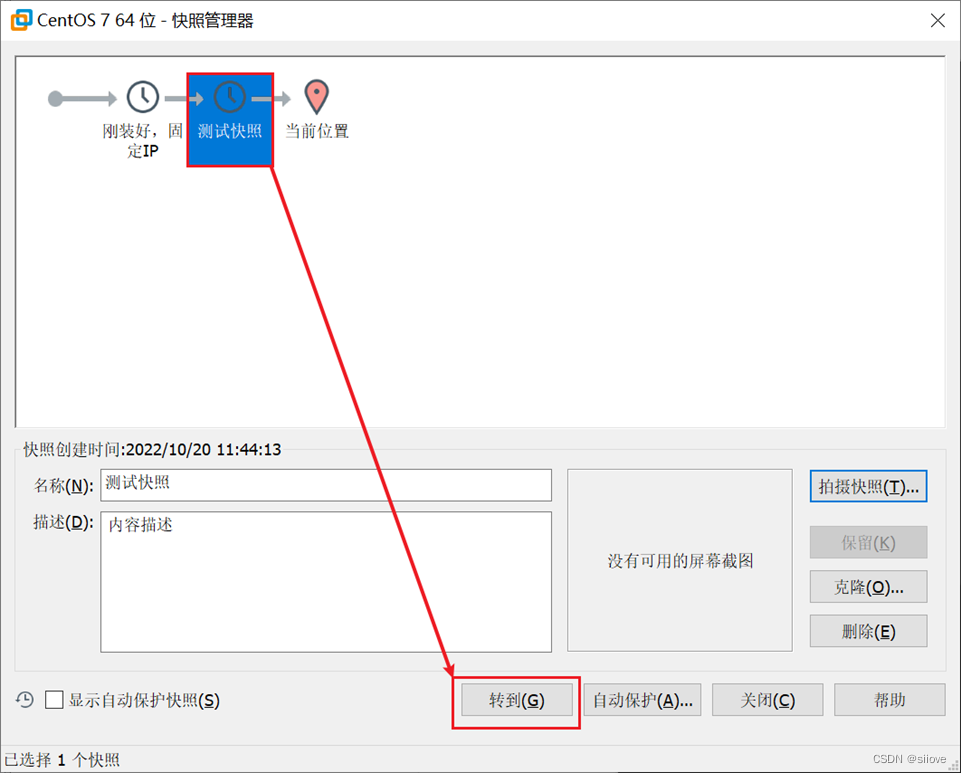 CentOS 7 64 位 - 快照管理器
刚装好，固
定IP
测试快照
当前位置
快照创建时间:2022/10/20 11:44:13
名称(N):
测试快照
描述(D):
内容描述
没有可用的屏幕截图
拍摄快照(T)...
保留(K)
克隆(O)...
删除(E)
显示自动保护快照(S)
转到(G)
自动保护(A)...
关闭(C)
帮助
已选择 1 个快照
CSDN @siiove